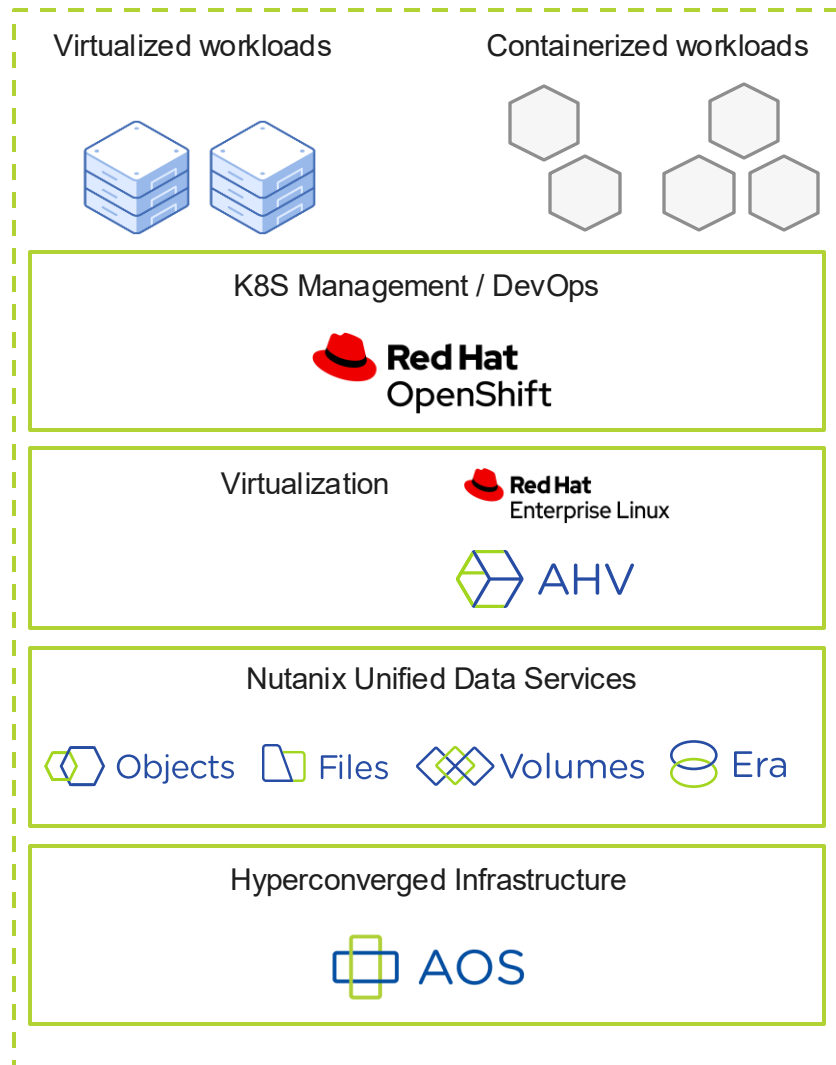 Virtualized workloads
Containerized workloads
K8S Management / DevOps
Red Hat
OpenShift
Virtualization
Red Hat
Enterprise Linux
AHV
Nutanix Unified Data Services
Objects
Files
Volumes
Era
Hyperconverged Infrastructure
AOS